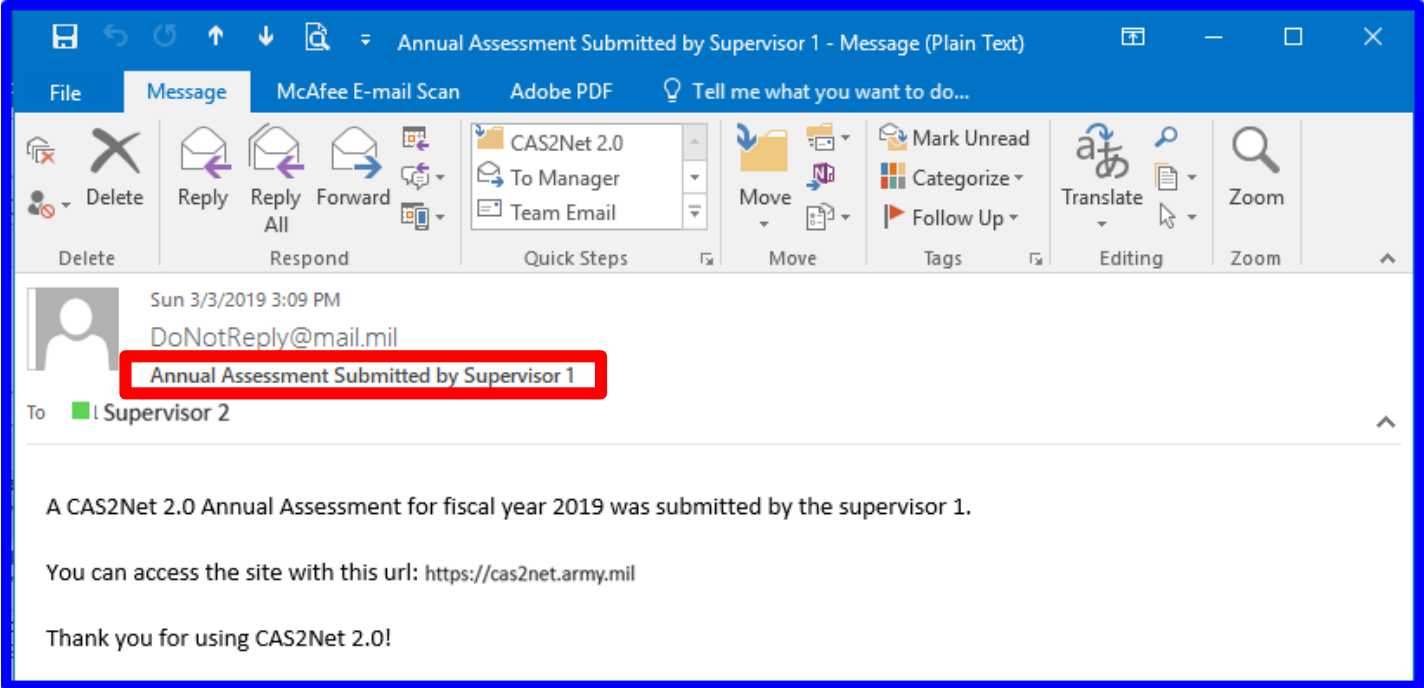 Annual Assessment Submitted by Supervisor 1 - Message (Plain Text)
File Message McAfee E-mail Scan Adobe PDF Tell me what you want to do...
Delete
Reply
Reply All
Forward
CAS2Net 2.0
To Manager
Team Email
Move
Mark Unread
Categorize
Follow Up
Translate
Zoom
Delete Respond Quick Steps Move Tags Editing Zoom
Sun 3/3/2019 3:09 PM
DoNotReply@mail.mil
Annual Assessment Submitted by Supervisor 1
To Supervisor 2
A CAS2Net 2.0 Annual Assessment for fiscal year 2019 was submitted by the supervisor 1.
You can access the site with this url: https://cas2net.army.mil
Thank you for using CAS2Net 2.0!